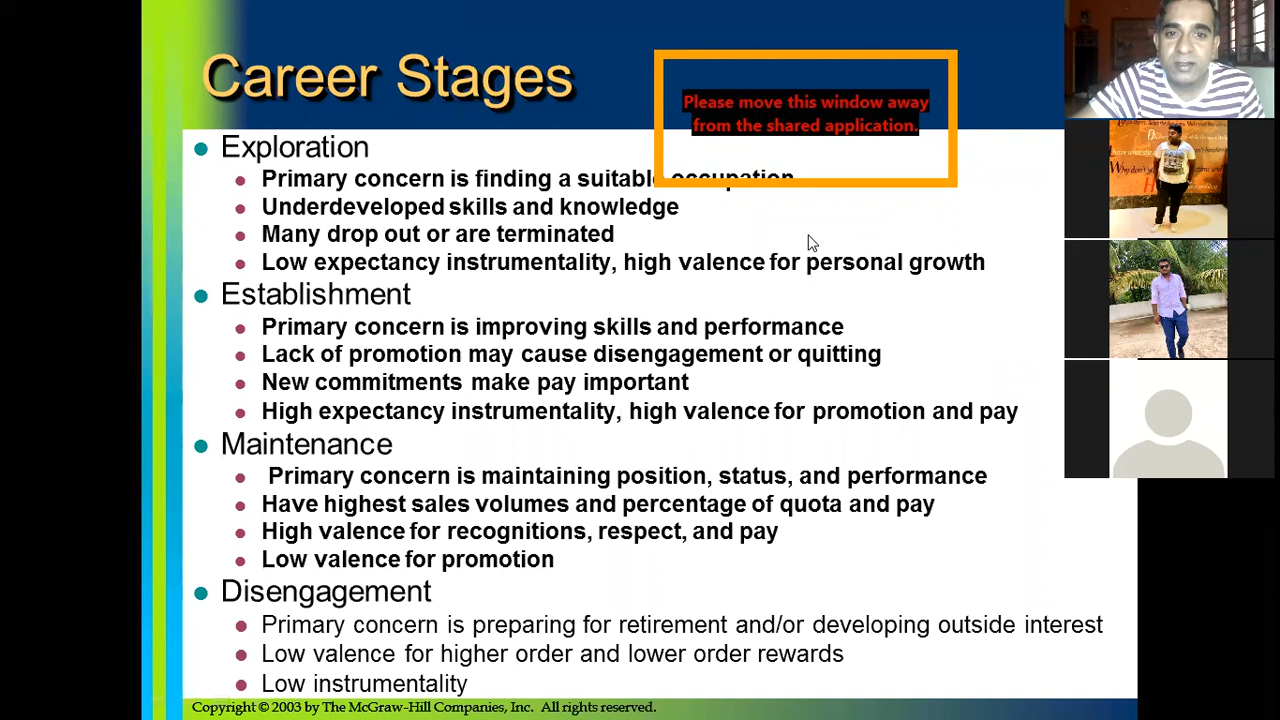 Career Stages
Please move this window away
from the shared application.
Exploration
Primary concern is finding a suitable occupation
Underdeveloped skills and knowledge
Many drop out or are terminated
Low expectancy instrumentality, high valence for personal growth
Establishment
Primary concern is improving skills and performance
Lack of promotion may cause disengagement or quitting
New commitments make pay important
High expectancy instrumentality, high valence for promotion and pay
Maintenance
Primary concern is maintaining position, status, and performance
Have highest sales volumes and percentage of quota and pay
High valence for recognitions, respect, and pay
Low valence for promotion
Disengagement
Primary concern is preparing for retirement and/or developing outside interest
Low valence for higher order and lower order rewards
Low instrumentality
Copyright © 2003 by The McGraw-Hill Companies, Inc. All rights reserved.